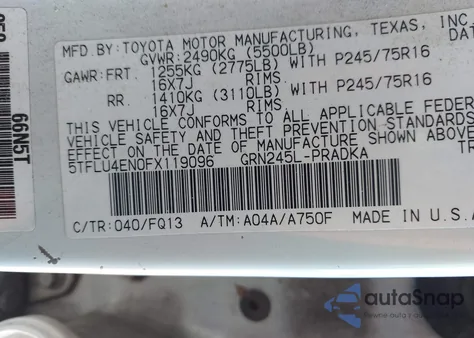 MFD BY:TOYOTA MOTOR MANUFACTURING, TEXAS, INC.
GVWR:2490KG (5500LB)
GAWR:FRT 1255KG (2775LB) WITH P245/75R16
16X7J RIMS
RR 1410KG (3110LB) WITH P245/75R16
16X7J RIMS
THIS VEHICLE CONFORMS TO ALL APPLICABLE FEDER
VEHICLE SAFETY AND THEFT PREVENTION STANDARDS
EFFECT ON THE DATE OF MANUFACTURE SHOWN ABOVE
5TFLU4EN0FX119096 GRN245L-PRADKA TR
C/TR:040/FQ13 A/TM:A04A/A750F MADE IN U.S.A
DAT
66N5T
autoSnap